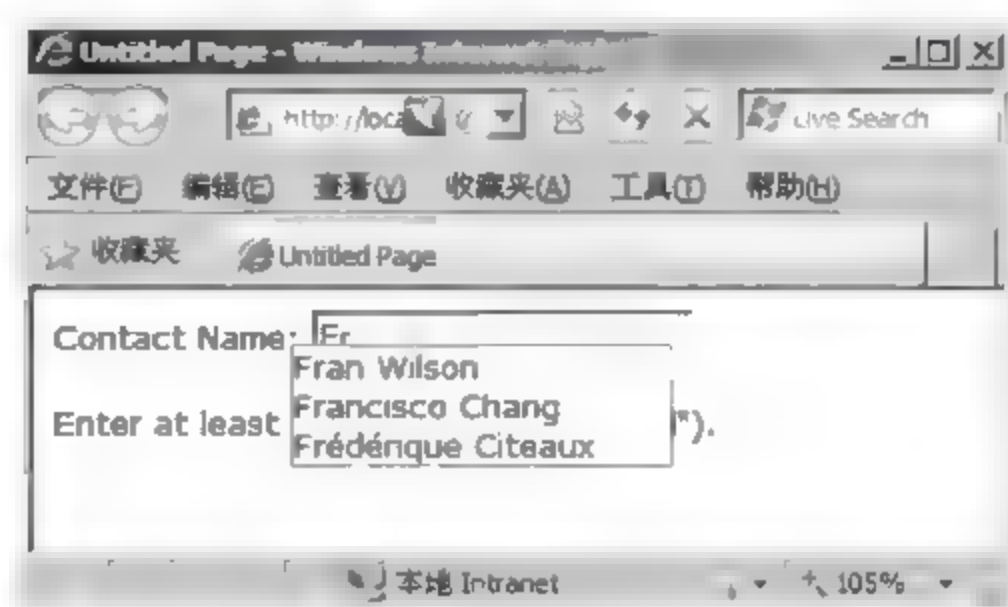 Untitled Page - Windows
http://loca
Live Search
文件(F) 编辑(E) 查看(V) 收藏夹(A) 工具(T) 帮助(H)
收藏夹 Untitled Page
Contact Name: Fr
Fran Wilson
Francisco Chang
Frédérique Citeaux
Enter at least ").
本地 Intranet 105%